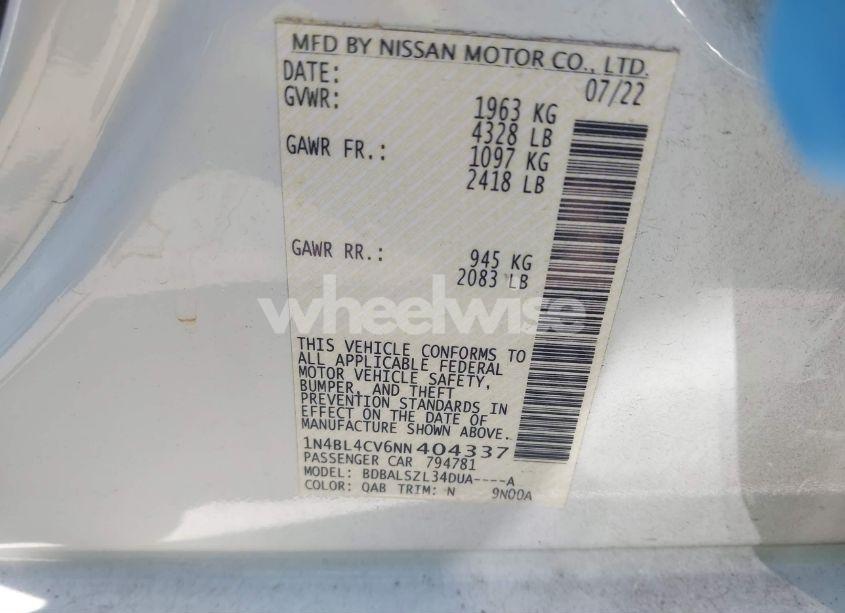 MFD BY NISSAN MOTOR CO., LTD.
DATE: 07/22
GVWR: 1963 KG
4328 LB
GAWR FR.: 1097 KG
2418 LB
GAWR RR.: 945 KG
2083 LB
wheelwise
THIS VEHICLE CONFORMS TO
ALL APPLICABLE FEDERAL
MOTOR VEHICLE SAFETY,
BUMPER, AND THEFT
PREVENTION STANDARDS IN
EFFECT ON THE DATE OF
MANUFACTURE SHOWN ABOVE.
1N4BL4CV6NN404337
PASSENGER CAR 794781
MODEL: BDBALSZL34DUA----A
COLOR: QAB TRIM: N 9N00A